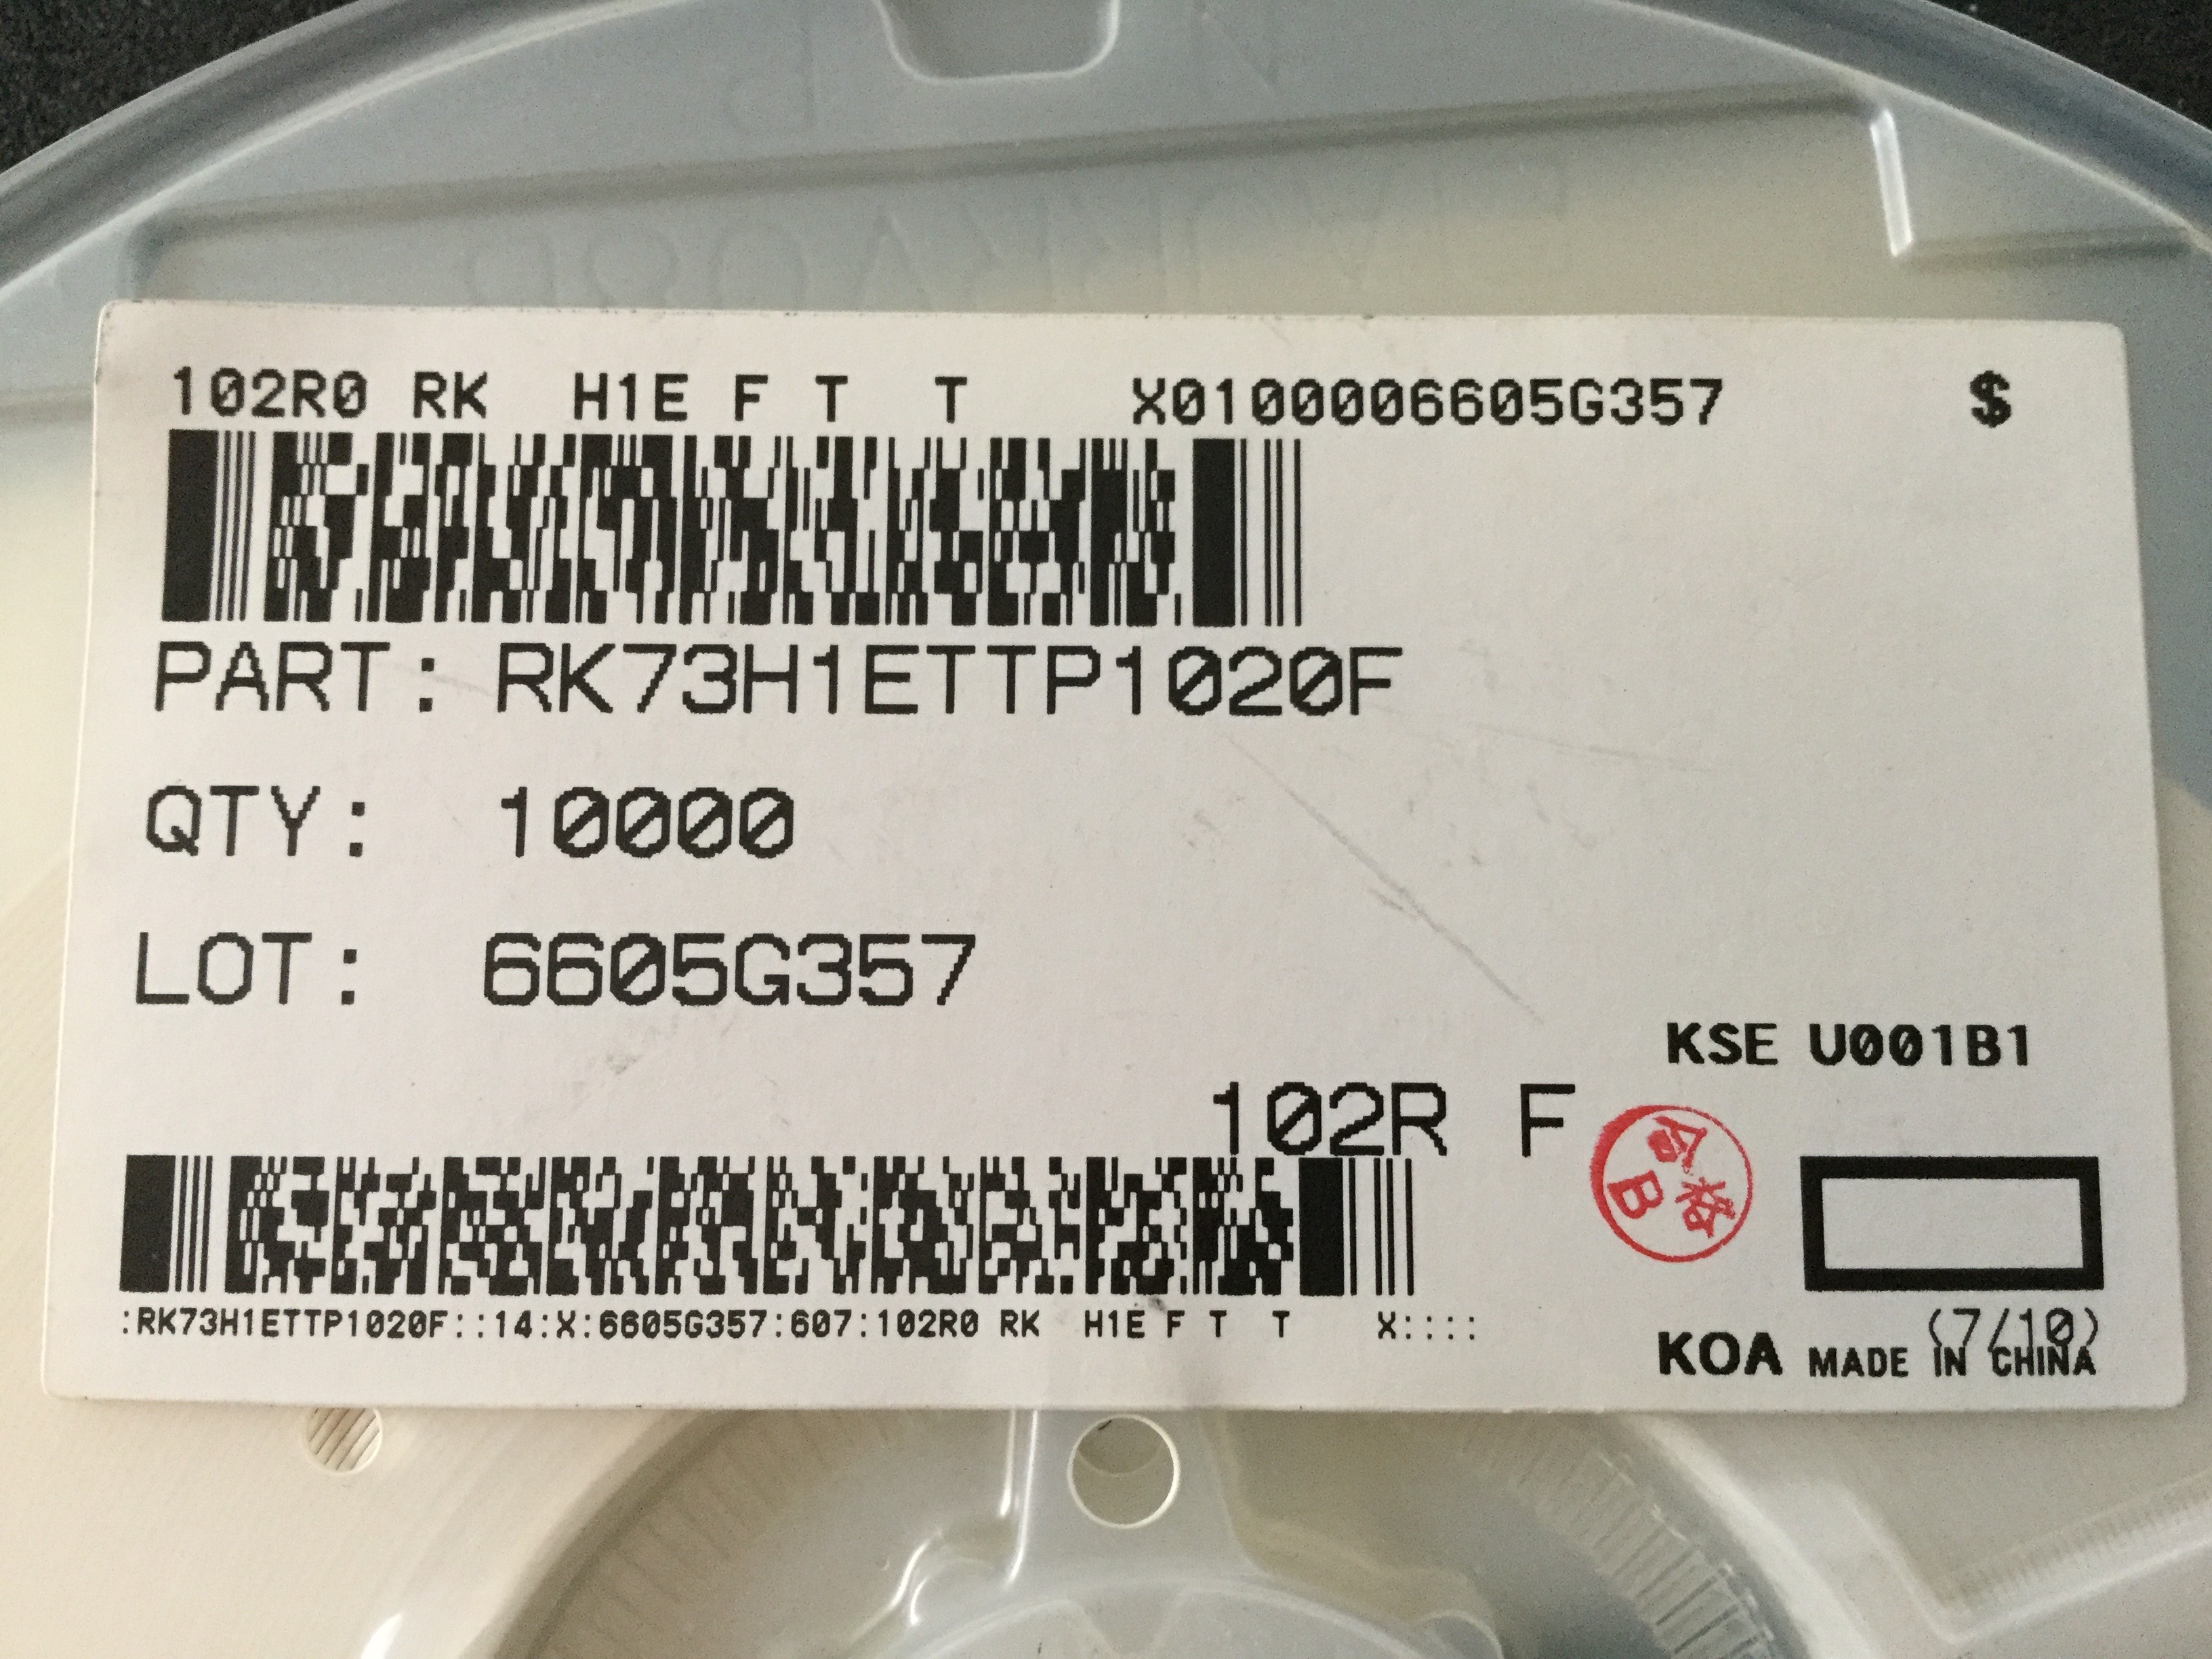 102R0 RK H1E F T T X0100006605G357 $
PART: RK73H1ETTP1020F
QTY: 10000
LOT: 6605G357
KSE U001B1
102R F
合格
B
:RK73H1ETTP1020F::14:X:6605G357:607:102R0 RK H1E F T T X::::
(7/10)
KOA MADE IN CHINA